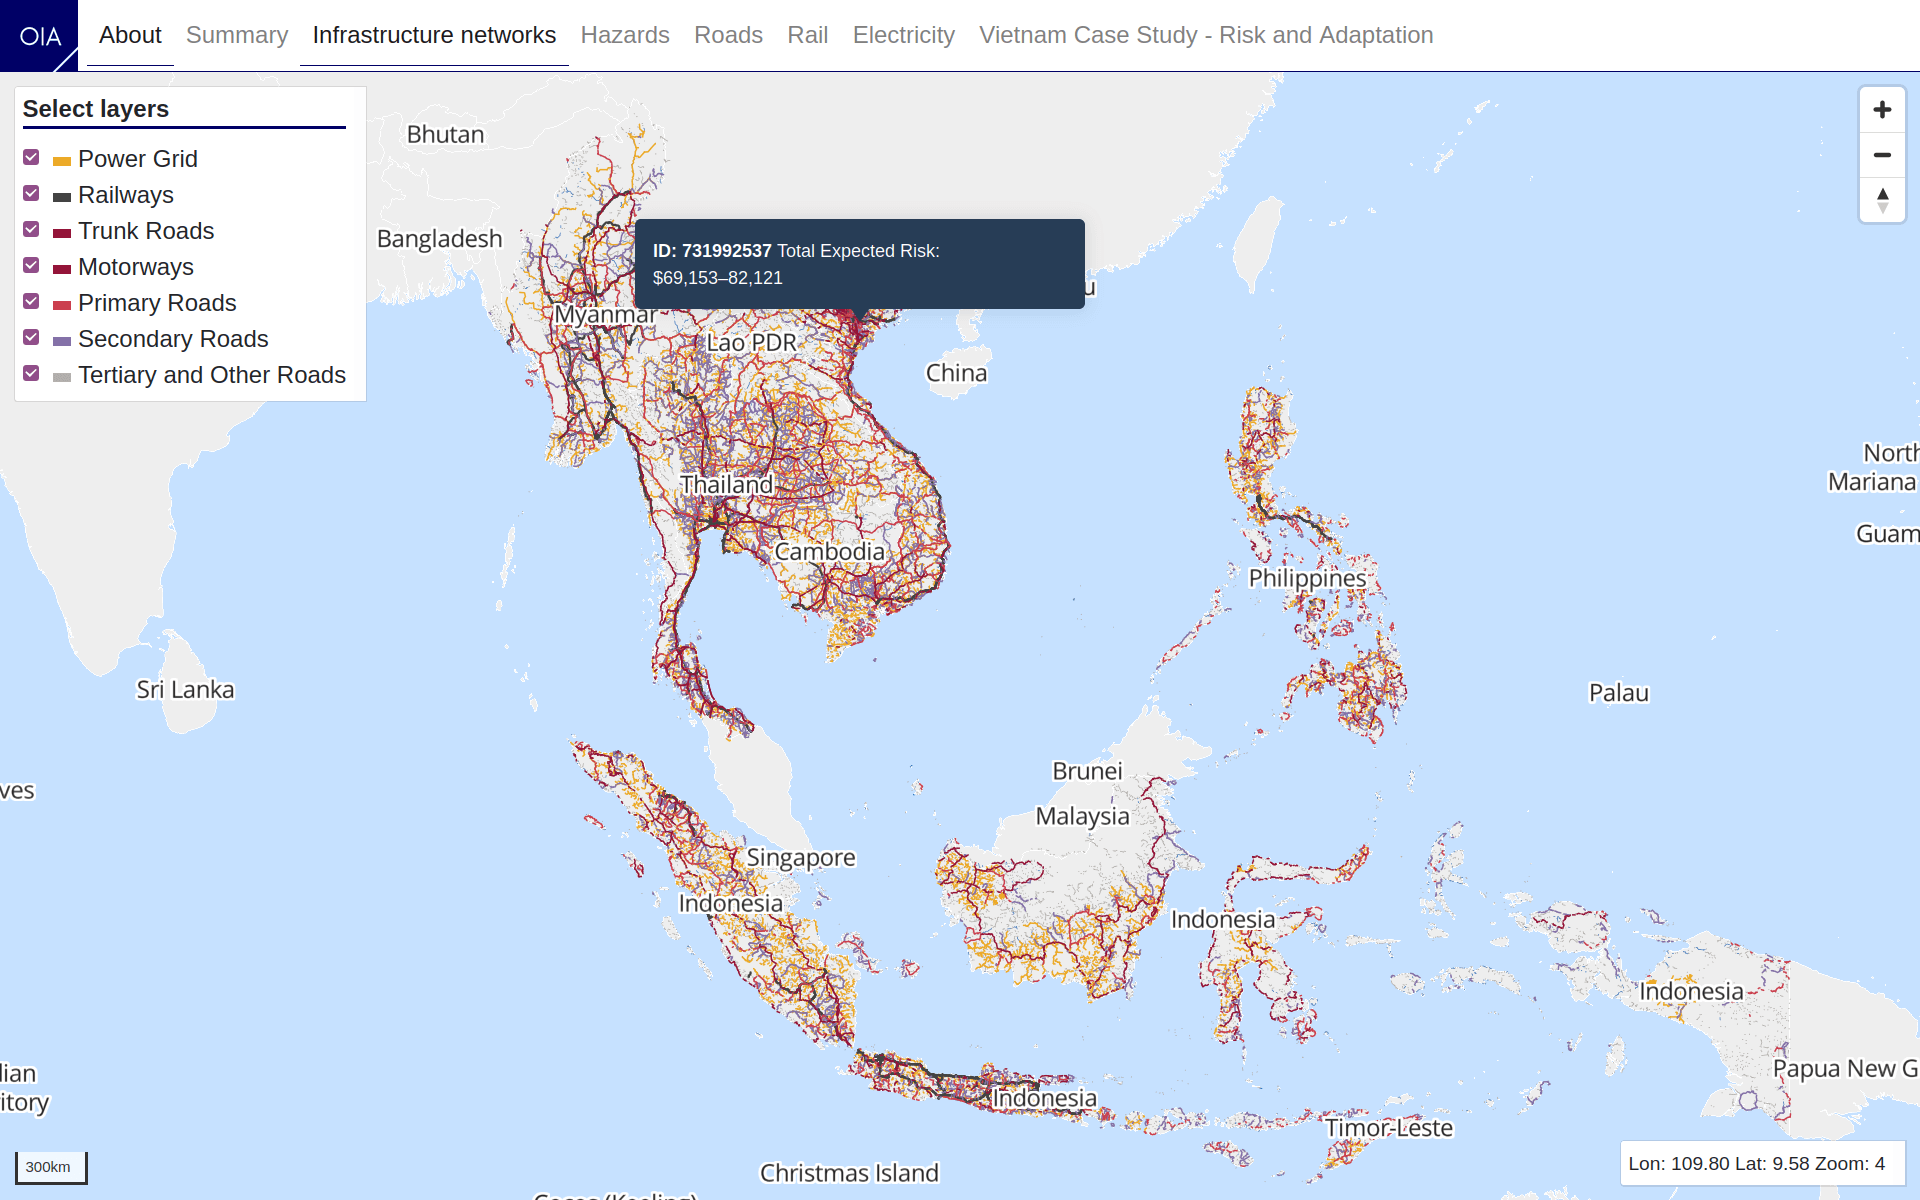 OIA
About
Summary
Infrastructure networks
Hazards
Roads
Rail
Electricity
Vietnam Case Study - Risk and Adaptation
Select layers
Power Grid
Railways
Trunk Roads
Motorways
Primary Roads
Secondary Roads
Tertiary and Other Roads
Bhutan
Bangladesh
ID: 731992537 Total Expected Risk:
$69,153–82,121
u
Myanmar
Lao PDR
China
Thailand
North
Mariana
Guam
Cambodia
Philippines
Sri Lanka
Palau
Brunei
ves
Malaysia
Singapore
Indonesia
Indonesia
Indonesia
Papua New G
lian
itory
Indonesia
Timor-Leste
300km
Christmas Island
Cocos (Keeling)
Lon: 109.80 Lat: 9.58 Zoom: 4